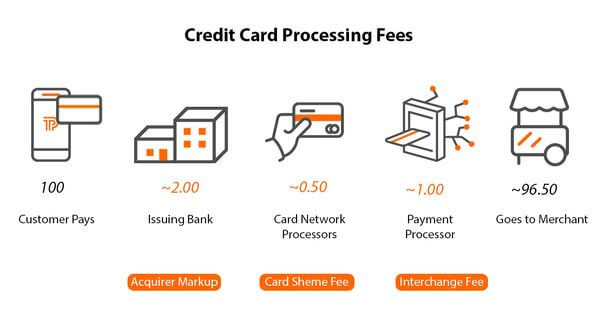 Credit Card Processing Fees
100
~2.00
~0.50
~1.00
~96.50
Customer Pays
Issuing Bank
Card Network
Processors
Payment
Processor
Goes to Merchant
Acquirer Markup
Card Sheme Fee
Interchange Fee